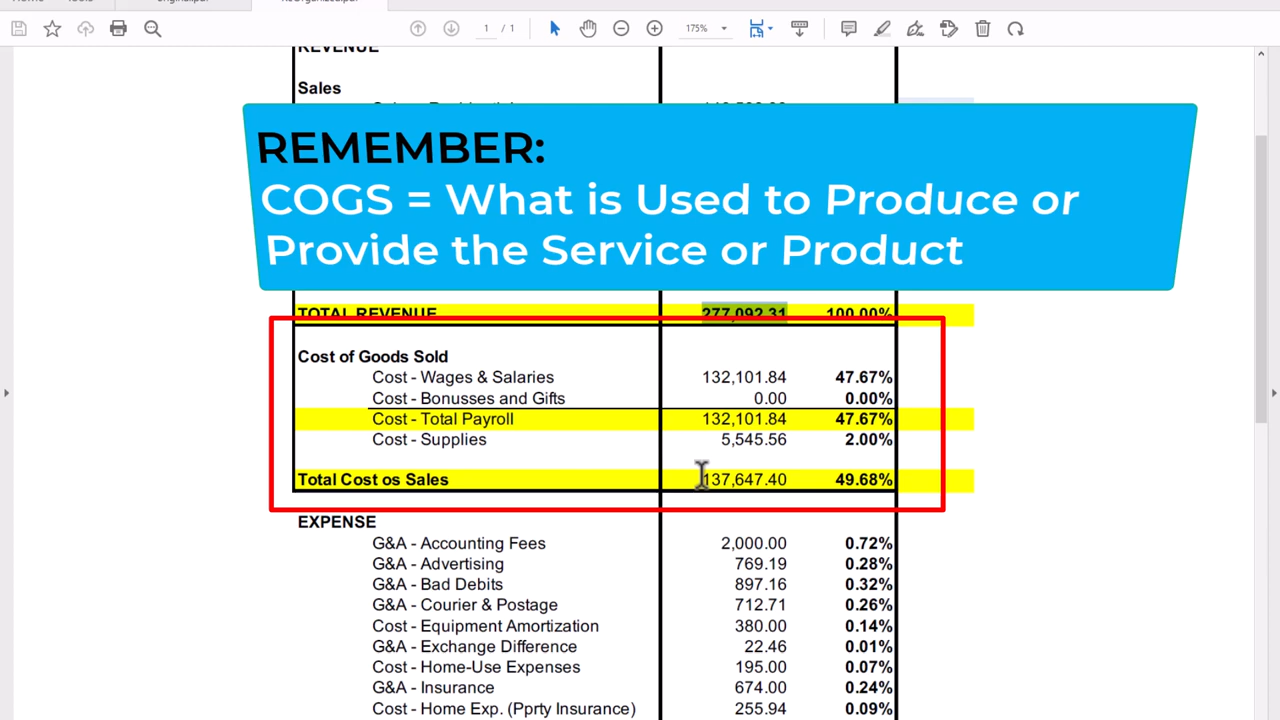 1 / 1
175%
REVENUE
Sales
REMEMBER:
COGS = What is Used to Produce or
Provide the Service or Product
TOTAL REVENUE 277,092.31 100.00%
Cost of Goods Sold
Cost - Wages & Salaries 132,101.84 47.67%
Cost - Bonusses and Gifts 0.00 0.00%
Cost - Total Payroll 132,101.84 47.67%
Cost - Supplies 5,545.56 2.00%
Total Cost os Sales 137,647.40 49.68%
EXPENSE
G&A - Accounting Fees 2,000.00 0.72%
G&A - Advertising 769.19 0.28%
G&A - Bad Debits 897.16 0.32%
G&A - Courier & Postage 712.71 0.26%
Cost - Equipment Amortization 380.00 0.14%
G&A - Exchange Difference 22.46 0.01%
Cost - Home-Use Expenses 195.00 0.07%
G&A - Insurance 674.00 0.24%
Cost - Home Exp. (Pprty Insurance) 255.94 0.09%